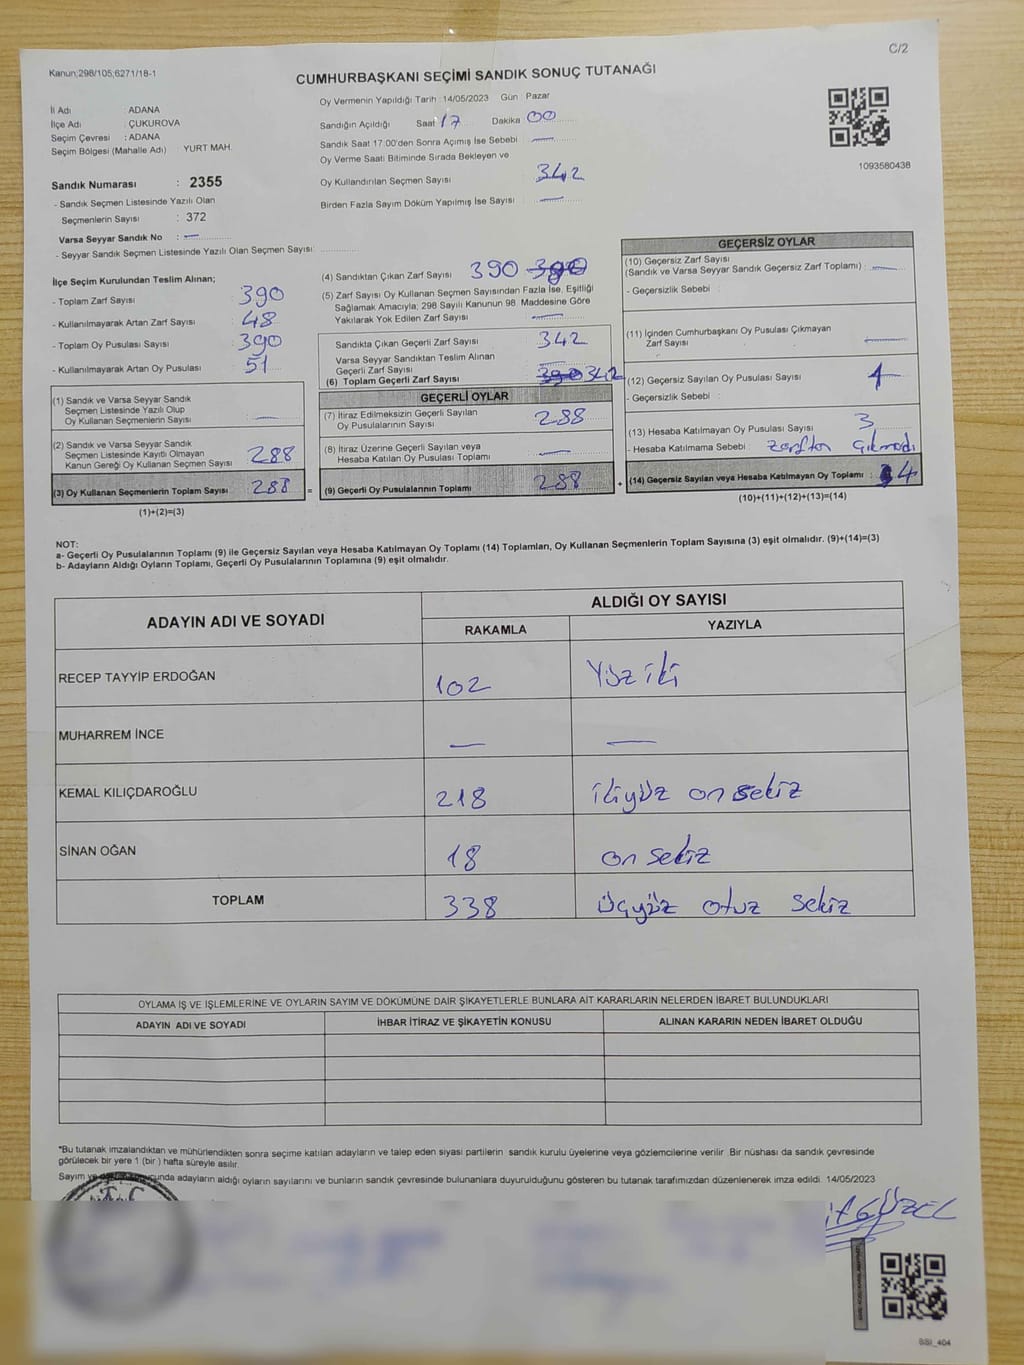 C/2
Kanun;298/105;6271/18-1
CUMHURBAŞKANI SEÇİMİ SANDIK SONUÇ TUTANAĞI
İl Adı : ADANA
İlçe Adı : ÇUKUROVA
Seçim Çevresi : ADANA
Seçim Bölgesi (Mahalle Adı) YURT MAH.
Oy Vermenin Yapıldığı Tarih : 14/05/2023 Gün : Pazar
Sandığın Açıldığı Saat 17 Dakika 00
Sandık Saat 17:00'den Sonra Açımış İse Sebebi —
Oy Verme Saati Bitiminde Sırada Bekleyen ve
Oy Kullandırılan Seçmen Sayısı 342
Birden Fazla Sayım Döküm Yapılmış İse Sayısı —
1093580438
Sandık Numarası : 2355
- Sandık Seçmen Listesinde Yazılı Olan
Seçmenlerin Sayısı : 372
Varsa Seyyar Sandık No : —
- Seyyar Sandık Seçmen Listesinde Yazılı Olan Seçmen Sayısı:
İlçe Seçim Kurulundan Teslim Alınan;
- Toplam Zarf Sayısı 390
- Kullanılmayarak Artan Zarf Sayısı 48
- Toplam Oy Pusulası Sayısı 390
- Kullanılmayarak Artan Oy Pusulası 51
(1) Sandık ve Varsa Seyyar Sandık
Seçmen Listesinde Yazılı Olup
Oy Kullanan Seçmenlerin Sayısı —
(2) Sandık ve Varsa Seyyar Sandık
Seçmen Listesinde Kayıtlı Olmayan
Kanun Gereği Oy Kullanan Seçmen Sayısı 288
(3) Oy Kullanan Seçmenlerin Toplam Sayısı 288 =
(1)+(2)=(3)
(4) Sandıktan Çıkan Zarf Sayısı 390 390
(5) Zarf Sayısı Oy Kullanan Seçmen Sayısından Fazla İse, Eşitliği
Sağlamak Amacıyla; 298 Sayılı Kanunun 98. Maddesine Göre
Yakılarak Yok Edilen Zarf Sayısı —
Sandıkta Çıkan Geçerli Zarf Sayısı 342
Varsa Seyyar Sandıktan Teslim Alınan
Geçerli Zarf Sayısı
(6) Toplam Geçerli Zarf Sayısı 390 342
GEÇERLİ OYLAR
(7) İtiraz Edilmeksizin Geçerli Sayılan
Oy Pusulalarının Sayısı 288
(8) İtiraz Üzerine Geçerli Sayılan veya
Hesaba Katılan Oy Pusulası Toplamı —
(9) Geçerli Oy Pusulalarının Toplamı 288 +
GEÇERSİZ OYLAR
(10) Geçersiz Zarf Sayısı
(Sandık ve Varsa Seyyar Sandık Geçersiz Zarf Toplamı) : —
- Geçersizlik Sebebi :
(11) İçinden Cumhurbaşkanı Oy Pusulası Çıkmayan
Zarf Sayısı —
(12) Geçersiz Sayılan Oy Pusulası Sayısı 1
- Geçersizlik Sebebi :
(13) Hesaba Katılmayan Oy Pusulası Sayısı 3
- Hesaba Katılmama Sebebi : zarftan çıkmadı
(14) Geçersiz Sayılan veya Hesaba Katılmayan Oy Toplamı : 4
(10)+(11)+(12)+(13)=(14)
NOT:
a- Geçerli Oy Pusulalarının Toplamı (9) ile Geçersiz Sayılan veya Hesaba Katılmayan Oy Toplamı (14) Toplamları, Oy Kullanan Seçmenlerin Toplam Sayısına (3) eşit olmalıdır. (9)+(14)=(3)
b- Adayların Aldığı Oyların Toplamı, Geçerli Oy Pusulalarının Toplamına (9) eşit olmalıdır.
ADAYIN ADI VE SOYADI ALDIĞI OY SAYISI
RAKAMLA YAZIYLA
RECEP TAYYİP ERDOĞAN 102 Yüz iki
MUHARREM İNCE — —
KEMAL KILIÇDAROĞLU 218 ikiyüz on sekiz
SİNAN OĞAN 18 on sekiz
TOPLAM 338 üçyüz otuz sekiz
OYLAMA İŞ VE İŞLEMLERİNE VE OYLARIN SAYIM VE DÖKÜMÜNE DAİR ŞİKAYETLERLE BUNLARA AİT KARARLARIN NELERDEN İBARET BULUNDUKLARI
ADAYIN ADI VE SOYADI İHBAR İTİRAZ VE ŞİKAYETİN KONUSU ALINAN KARARIN NEDEN İBARET OLDUĞU
*Bu tutanak imzalandıktan ve mühürlendikten sonra seçime katılan adayların ve talep eden siyasi partilerin sandık kurulu üyelerine veya gözlemcilerine verilir. Bir nüshası da sandık çevresinde
görülecek bir yere 1 (bir) hafta süreyle asılır.
Sayım ve adayların aldığı oyların sayılarını ve bunların sandık çevresinde bulunanlara duyurulduğunu gösteren bu tutanak tarafımızdan düzenlenerek imza edildi. 14/05/2023
T.C.
GÜZEL
SSI_404